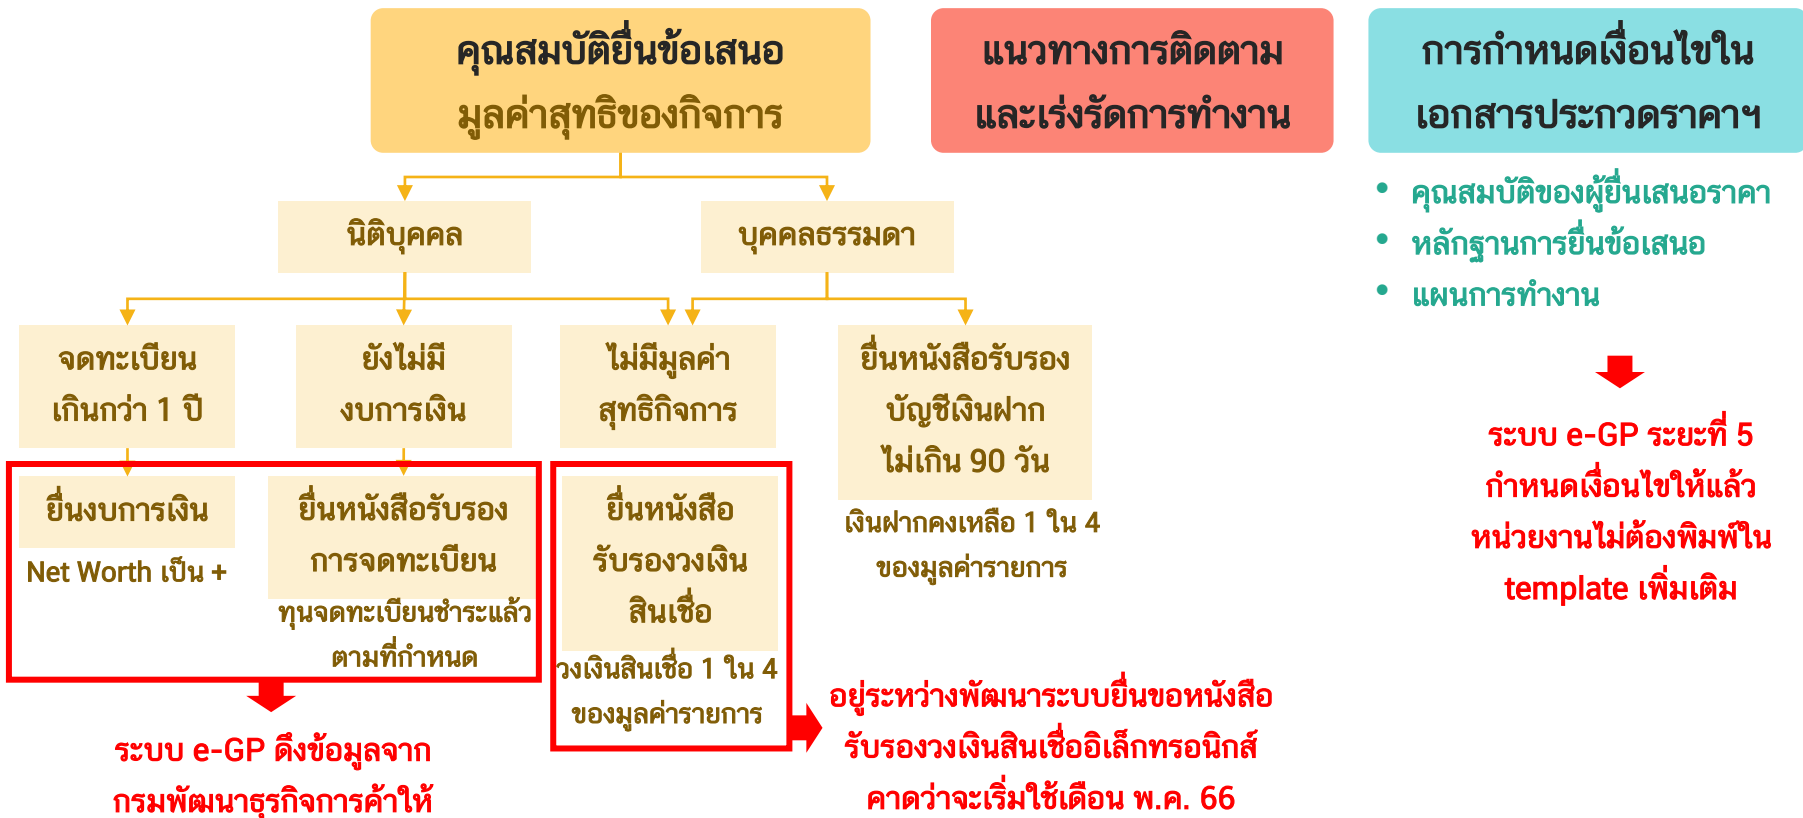 คุณสมบัติยื่นข้อเสนอ
มูลค่าสุทธิของกิจการ
แนวทางการติดตาม
และเร่งรัดการทำงาน
การกำหนดเงื่อนไขใน
เอกสารประกวดราคาฯ
• คุณสมบัติของผู้ยื่นเสนอราคา
• หลักฐานการยื่นข้อเสนอ
• แผนการทำงาน
นิติบุคคล
บุคคลธรรมดา
จดทะเบียน
เกินกว่า 1 ปี
ยังไม่มี
งบการเงิน
ไม่มีมูลค่า
สุทธิกิจการ
ยื่นหนังสือรับรอง
บัญชีเงินฝาก
ไม่เกิน 90 วัน
เงินฝากคงเหลือ 1 ใน 4
ของมูลค่ารายการ
ยื่นงบการเงิน
Net Worth เป็น +
ยื่นหนังสือรับรอง
การจดทะเบียน
ทุนจดทะเบียนชำระแล้ว
ตามที่กำหนด
ยื่นหนังสือ
รับรองวงเงิน
สินเชื่อ
วงเงินสินเชื่อ 1 ใน 4
ของมูลค่ารายการ
ระบบ e-GP ดึงข้อมูลจาก
กรมพัฒนาธุรกิจการค้าให้
อยู่ระหว่างพัฒนาระบบยื่นขอหนังสือ
รับรองวงเงินสินเชื่ออิเล็กทรอนิกส์
คาดว่าจะเริ่มใช้เดือน พ.ค. 66
ระบบ e-GP ระยะที่ 5
กำหนดเงื่อนไขให้แล้ว
หน่วยงานไม่ต้องพิมพ์ใน
template เพิ่มเติม